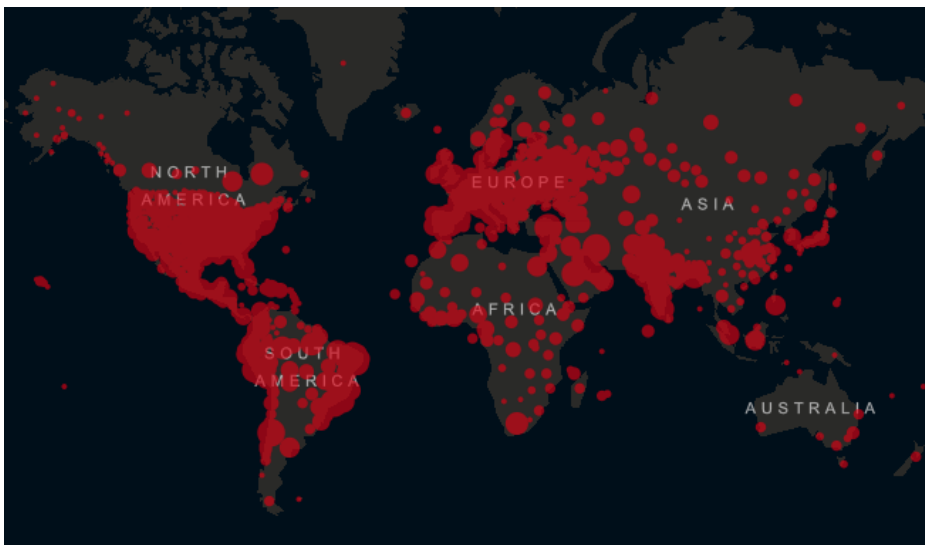 NORTH
AMERICA
EUROPE
ASIA
AFRICA
SOUTH
AMERICA
AUSTRALIA